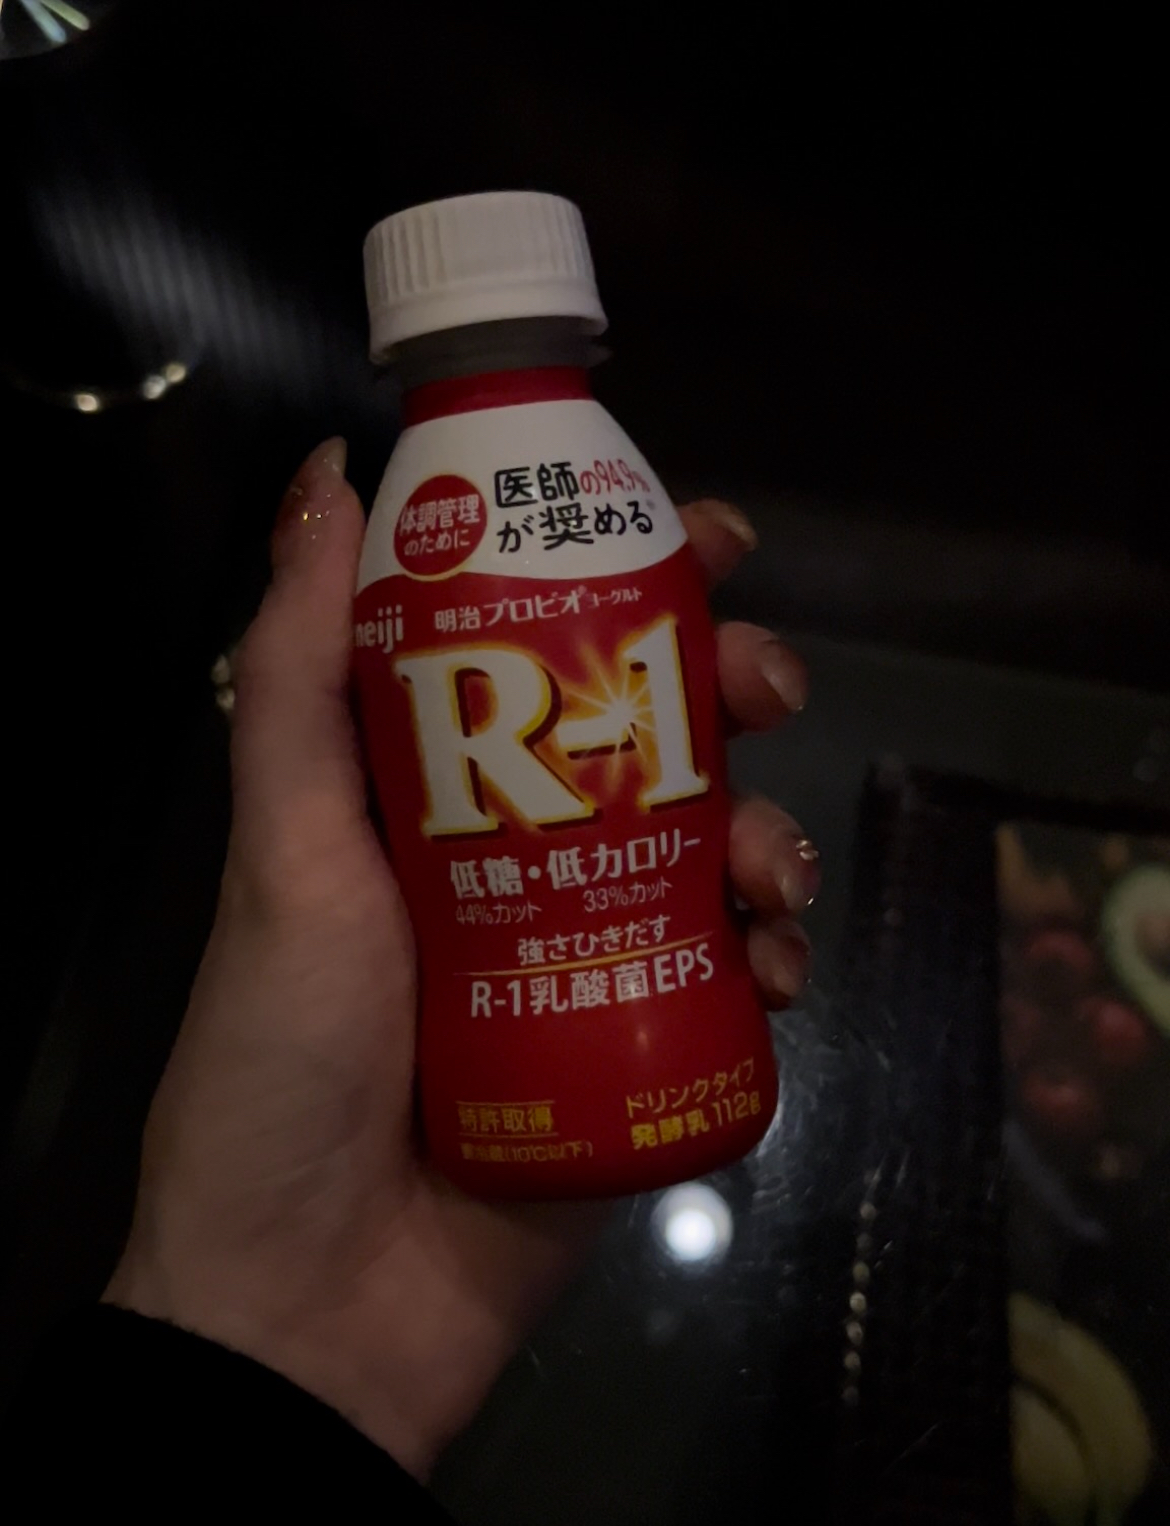 医師の94.9%
が奨める
体調管理
のために
meiji
明治プロビオヨーグルト
R-1
低糖・低カロリー
44%カット 33%カット
強さひきだす
R-1乳酸菌EPS
特許取得
要冷蔵(10℃以下)
ドリンクタイプ
発酵乳 112g